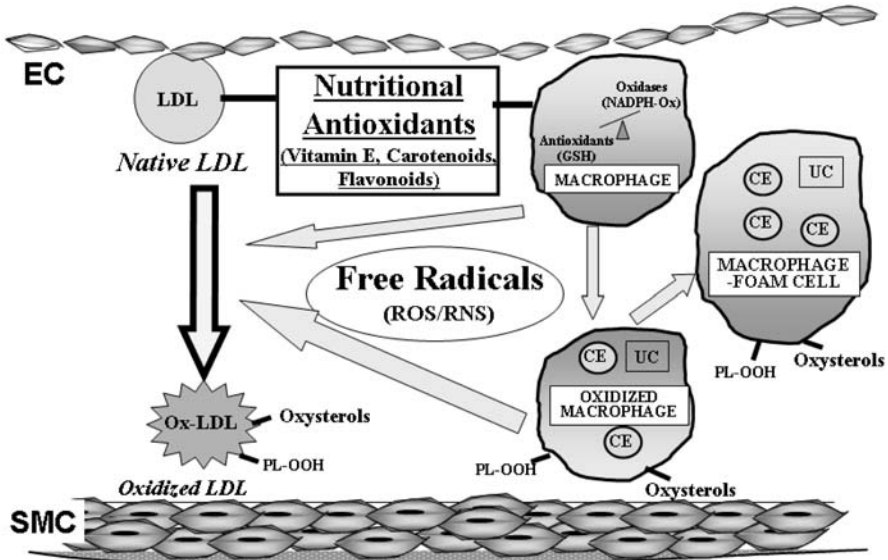 EC
LDL
Native LDL
Nutritional
Antioxidants
(Vitamin E, Carotenoids,
Flavonoids)
Oxidases
(NADPH-Ox)
Antioxidants
(GSH)
MACROPHAGE
CE
UC
CE
CE
MACROPHAGE
-FOAM CELL
PL-OOH
Oxysterols
Free Radicals
(ROS/RNS)
CE
UC
OXIDIZED
MACROPHAGE
CE
PL-OOH
Oxysterols
Ox-LDL
Oxysterols
PL-OOH
Oxidized LDL
SMC